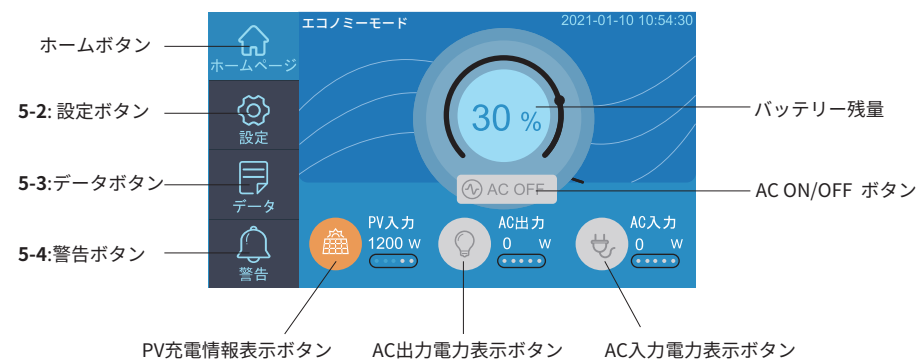 エコノミーモード
2021-01-10 10:54:30
ホームボタン
ホームページ
5-2: 設定ボタン
設定
30 %
バッテリー残量
5-3:データボタン
データ
AC OFF
AC ON/OFF ボタン
5-4:警告ボタン
警告
PV入力
1200 W
AC出力
0 W
AC入力
0 W
PV充電情報表示ボタン
AC出力電力表示ボタン
AC入力電力表示ボタン